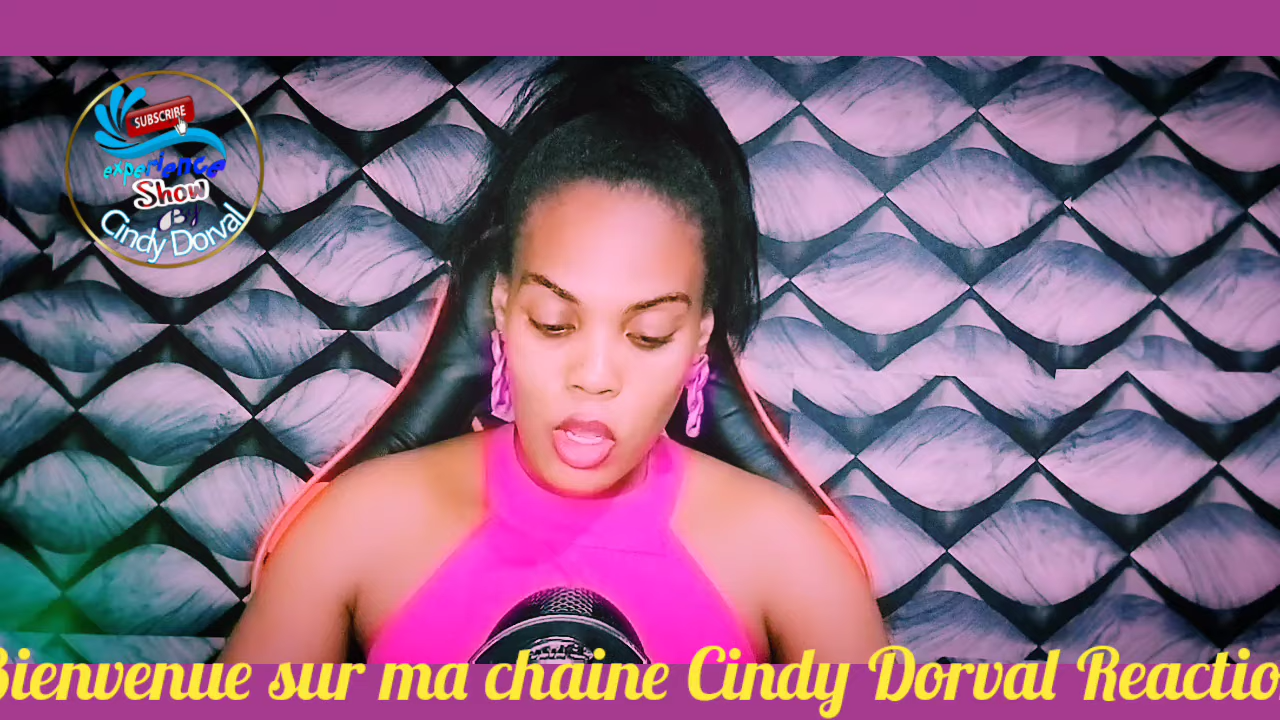 SUBSCRIBE
experience
Show
By
Cindy Dorval
Bienvenue sur ma chaine Cindy Dorval Reactio